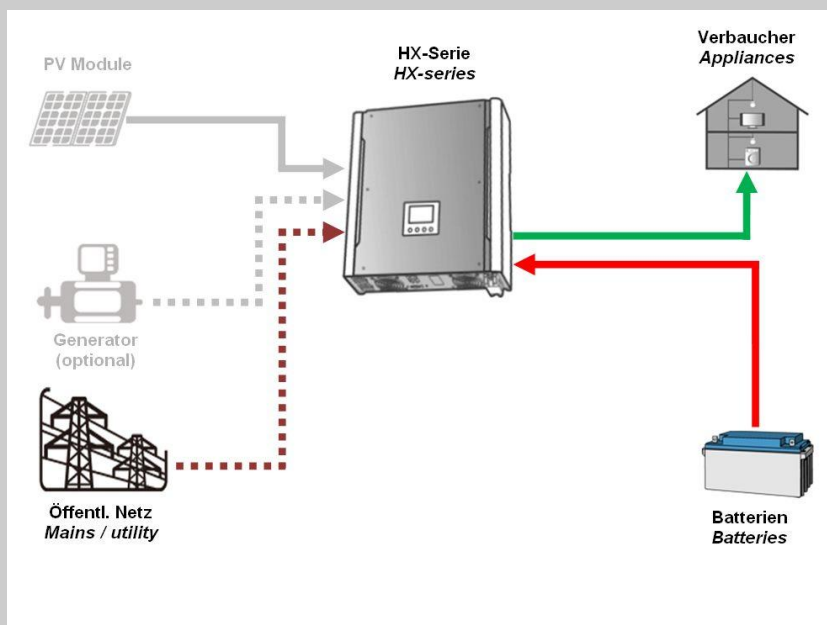 PV Module
HX-Serie
HX-series
Verbaucher
Appliances
Generator
(optional)
Öffentl. Netz
Mains / utility
Batterien
Batteries